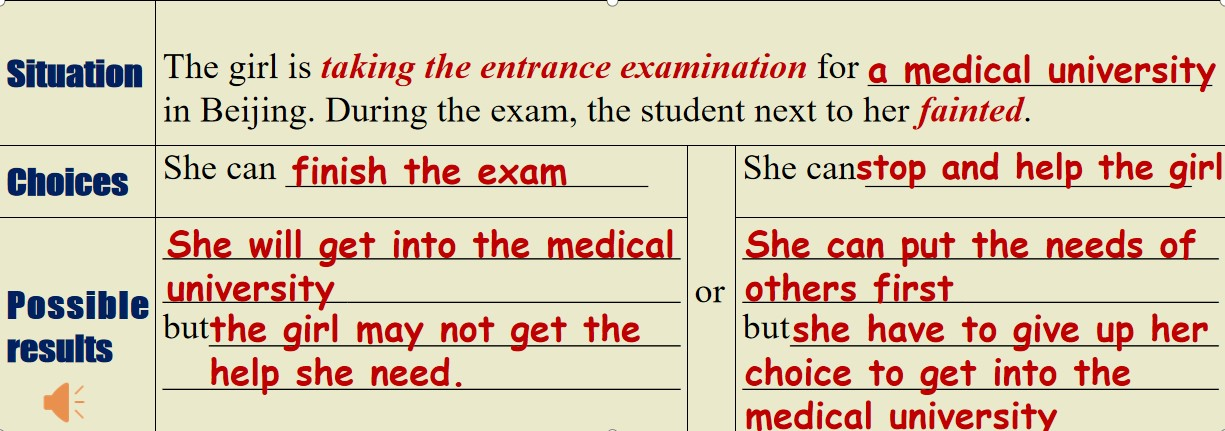 Situation
The girl is taking the entrance examination for a medical university
in Beijing. During the exam, the student next to her fainted.
Choices
She can finish the exam
She can stop and help the girl
Possible
results
She will get into the medical
university
but the girl may not get the
help she need.
or
She can put the needs of
others first
but she have to give up her
choice to get into the
medical university